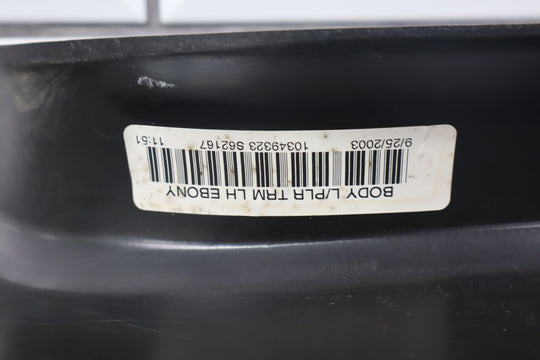 BODY L/PLR TRM LH EBONY
9/25/2003 10349323 S62167 11:51